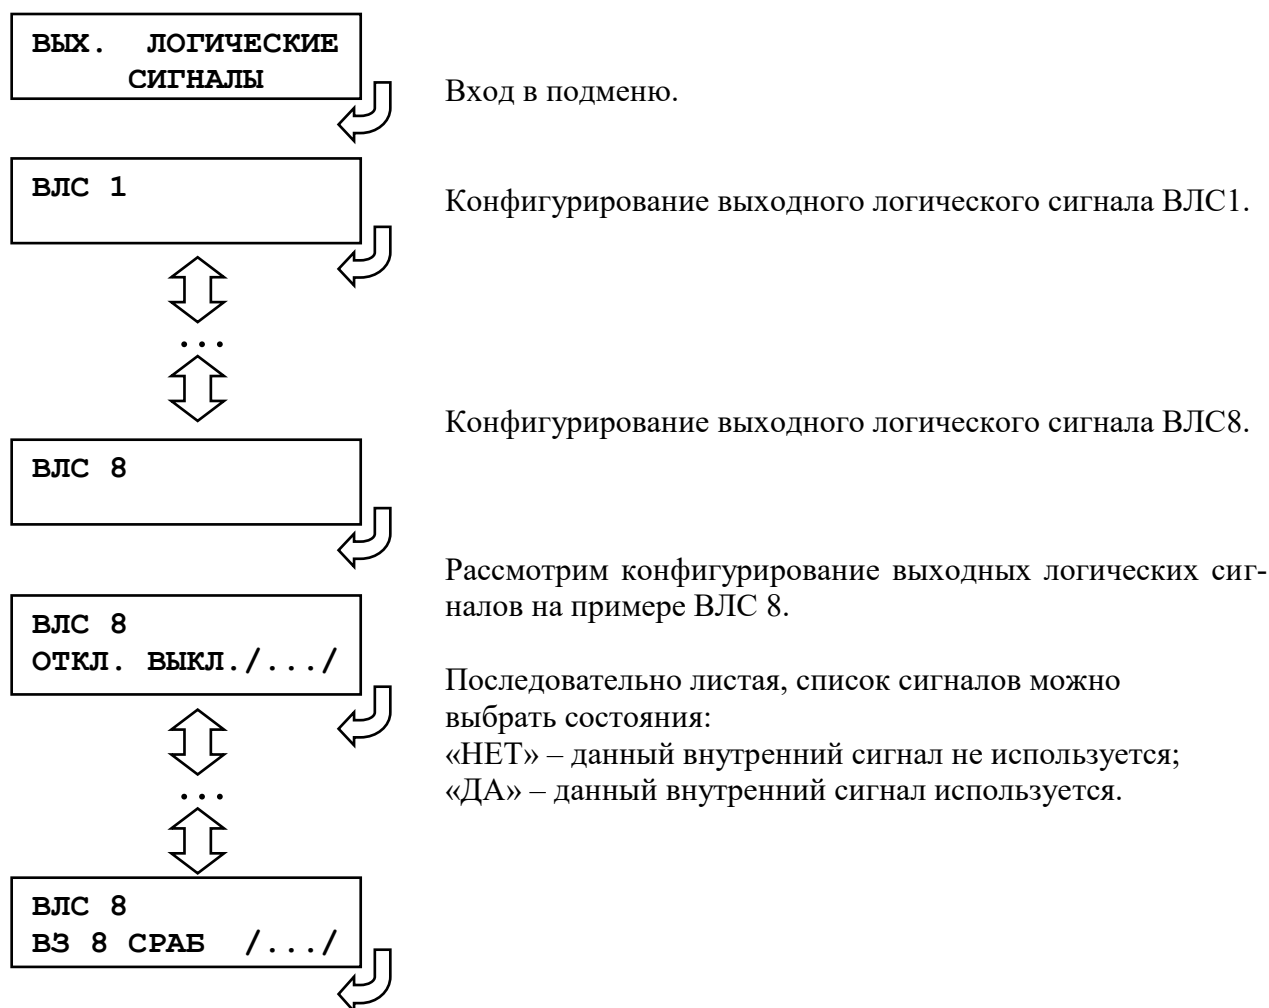 ВЫХ. ЛОГИЧЕСКИЕ
СИГНАЛЫ
Вход в подменю.
ВЛС 1
Конфигурирование выходного логического сигнала ВЛС1.
...
Конфигурирование выходного логического сигнала ВЛС8.
ВЛС 8
Рассмотрим конфигурирование выходных логических сиг-
налов на примере ВЛС 8.
ВЛС 8
ОТКЛ. ВЫКЛ./.../
Последовательно листая, список сигналов можно
выбрать состояния:
«НЕТ» – данный внутренний сигнал не используется;
«ДА» – данный внутренний сигнал используется.
...
ВЛС 8
ВЗ 8 СРАБ /.../